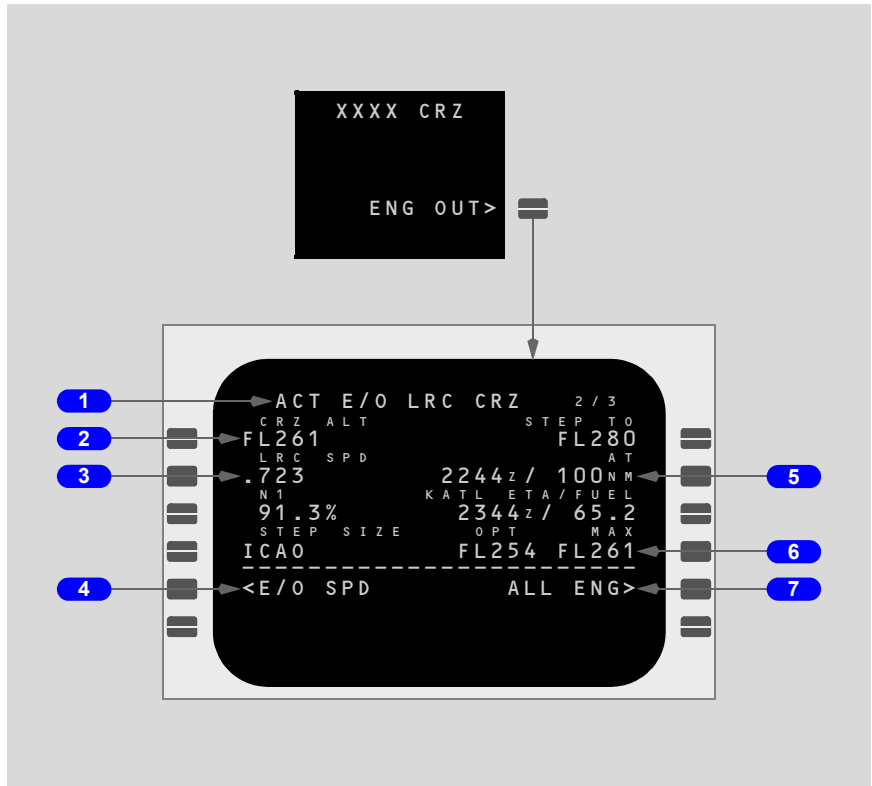 XXXX CRZ
ENG OUT>
1
ACT E/O LRC CRZ 2/3
CRZ ALT STEP TO
2
FL261 FL280
LRC SPD AT
3
.723 2244z/ 100NM
5
N1 KATL ETA/FUEL
91.3% 2344z/ 65.2
STEP SIZE OPT MAX
ICAO FL254 FL261
6
------------------------
4
<E/O SPD ALL ENG>
7